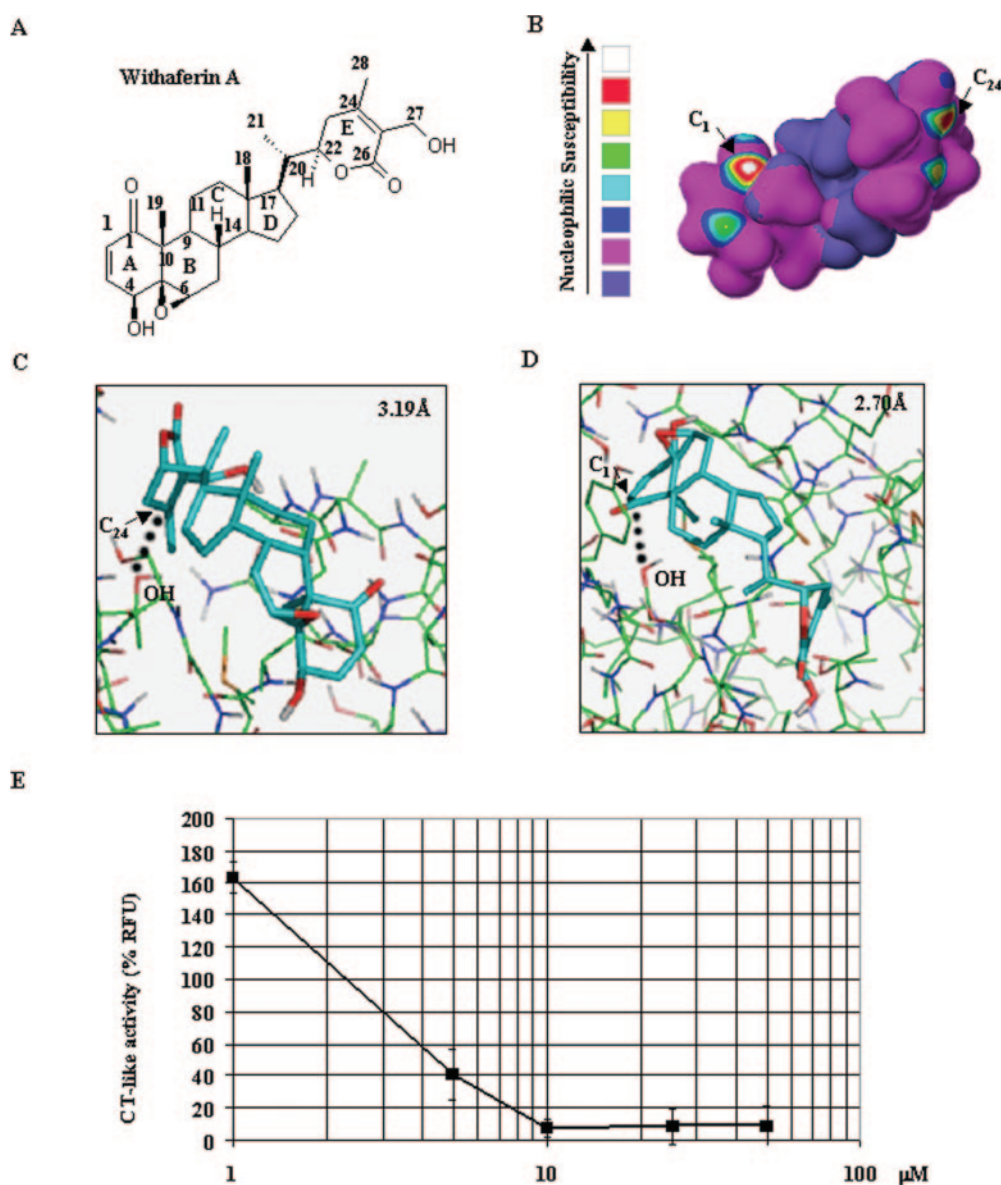 A
Withaferin A
28
24
E
27
OH
21
22
26
20
H
O
O
18
O
17
11
C
H
1
19
14
D
1
9
10
A
B
4
6
OH
O
B
Nucleophilic Susceptibility
C1
C24
C
3.19Å
C24
OH
D
2.70Å
C1
OH
E
CT-like activity (% RFU)
200
180
160
140
120
100
80
60
40
20
0
1
10
100
µM